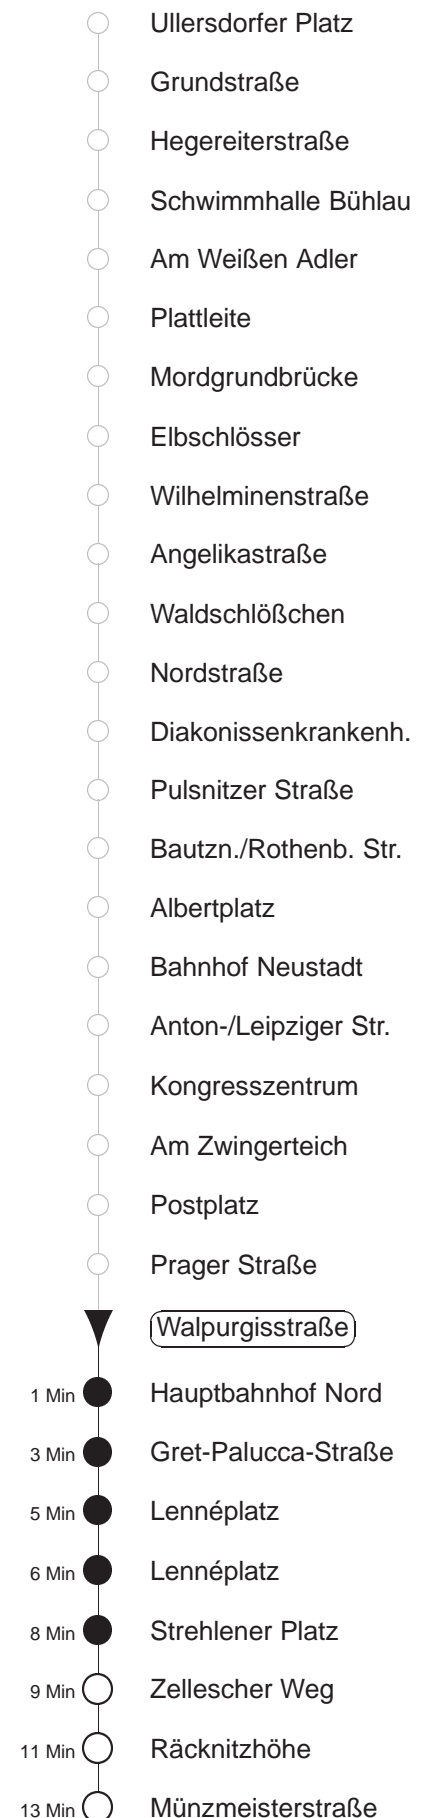 Ullersdorfer Platz
Grundstraße
Hegereiterstraße
Schwimmhalle Bühlau
Am Weißen Adler
Plattleite
Mordgrundbrücke
Elbschlösser
Wilhelminenstraße
Angelikastraße
Waldschlößchen
Nordstraße
Diakonissenkrankenh.
Pulsnitzer Straße
Bautzn./Rothenb. Str.
Albertplatz
Bahnhof Neustadt
Anton-/Leipziger Str.
Kongresszentrum
Am Zwingerteich
Postplatz
Prager Straße
Walpurgisstraße
1 Min Hauptbahnhof Nord
3 Min Gret-Palucca-Straße
5 Min Lennéplatz
6 Min Lennéplatz
8 Min Strehlener Platz
9 Min Zellescher Weg
11 Min Räcknitzhöhe
13 Min Münzmeisterstraße